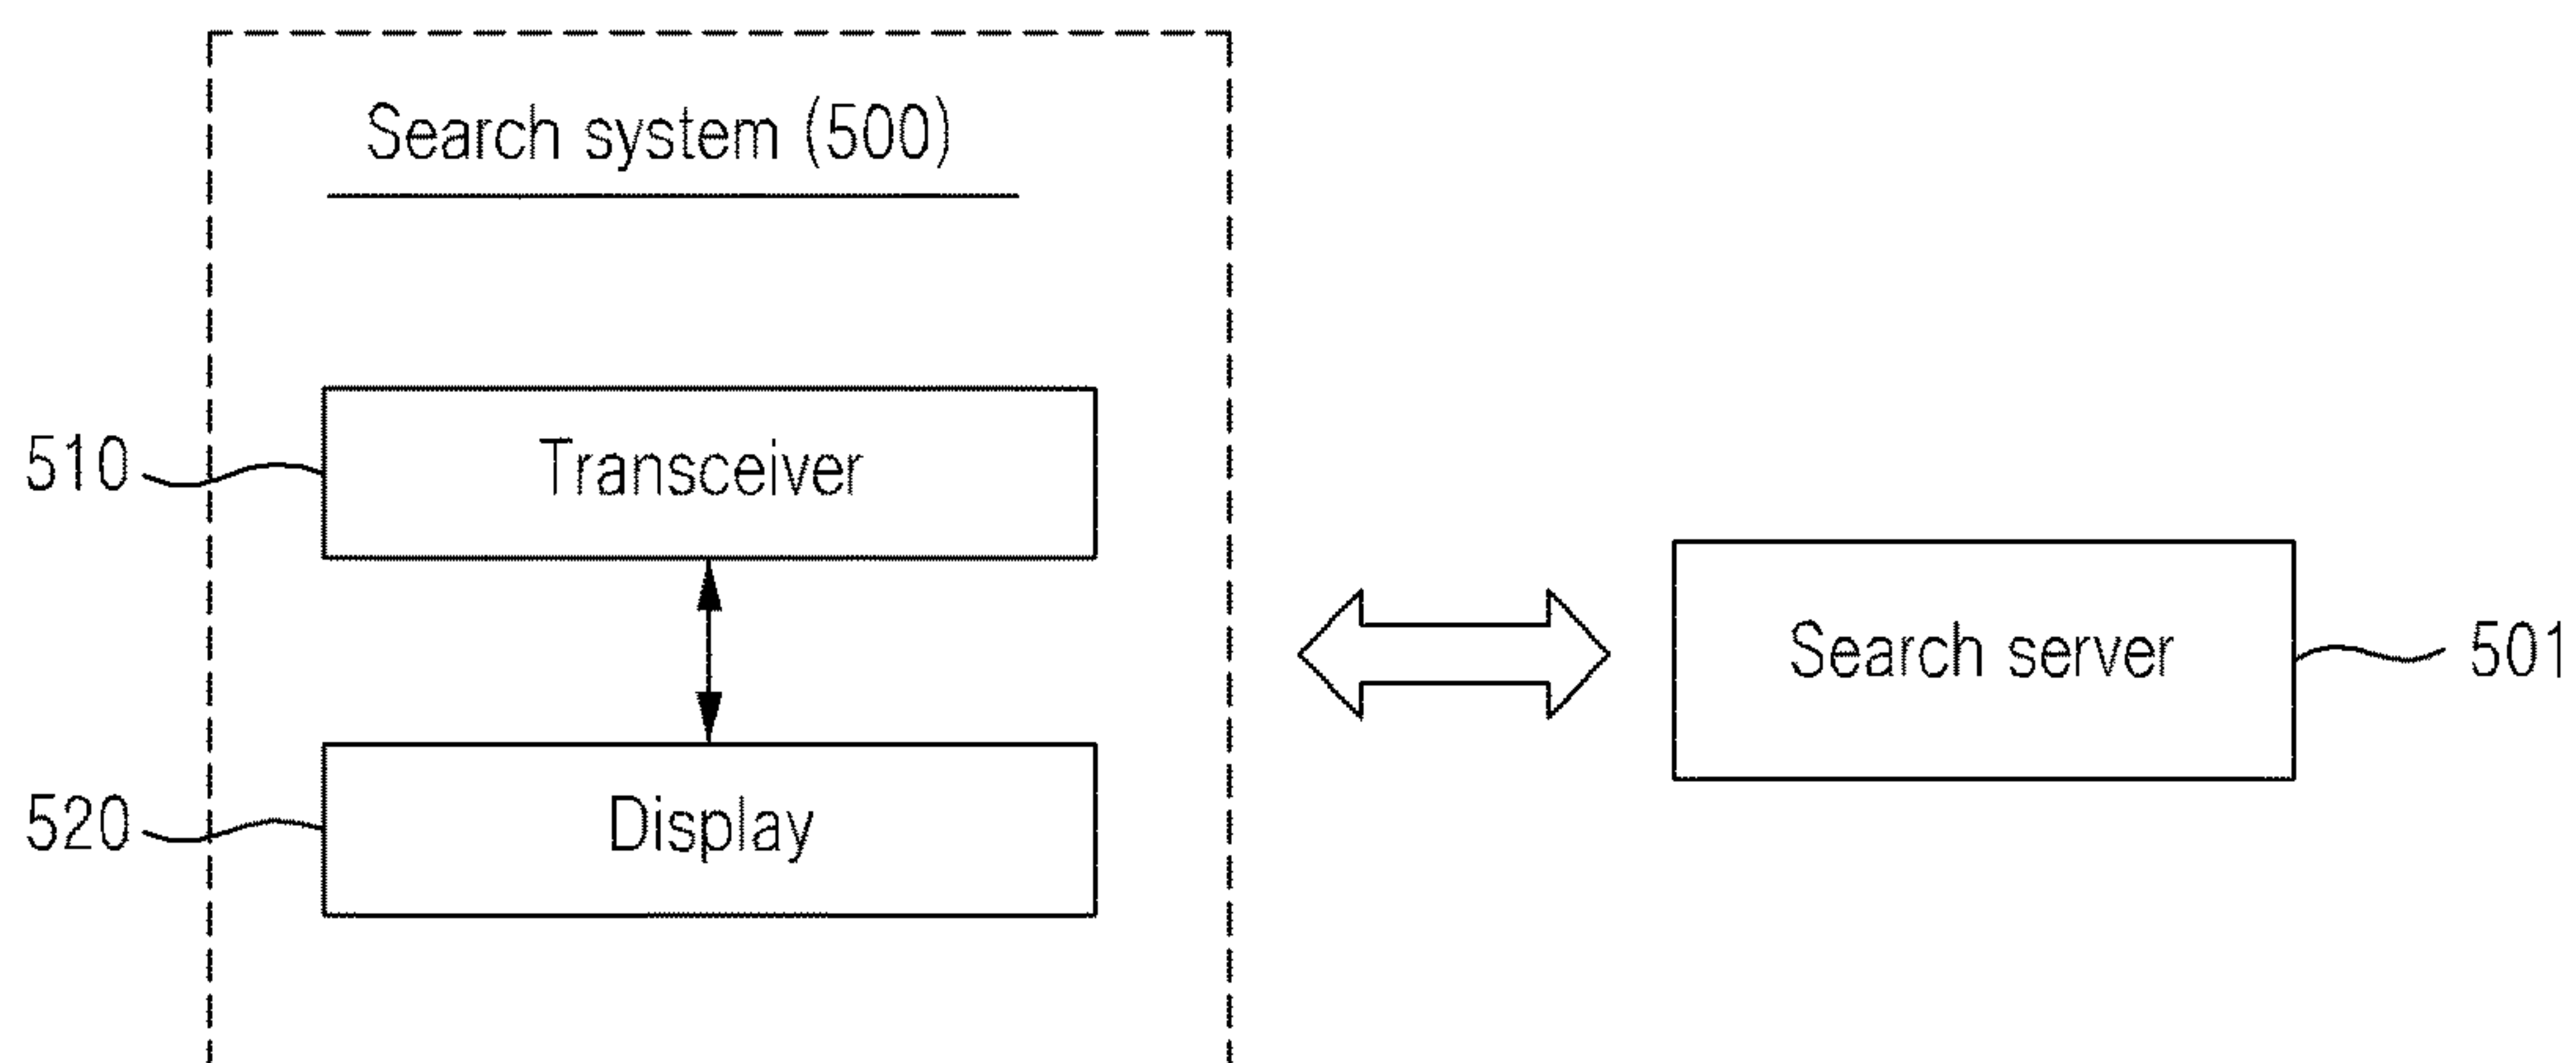 Search system (500)
510
Transceiver
Search server
501
520
Display